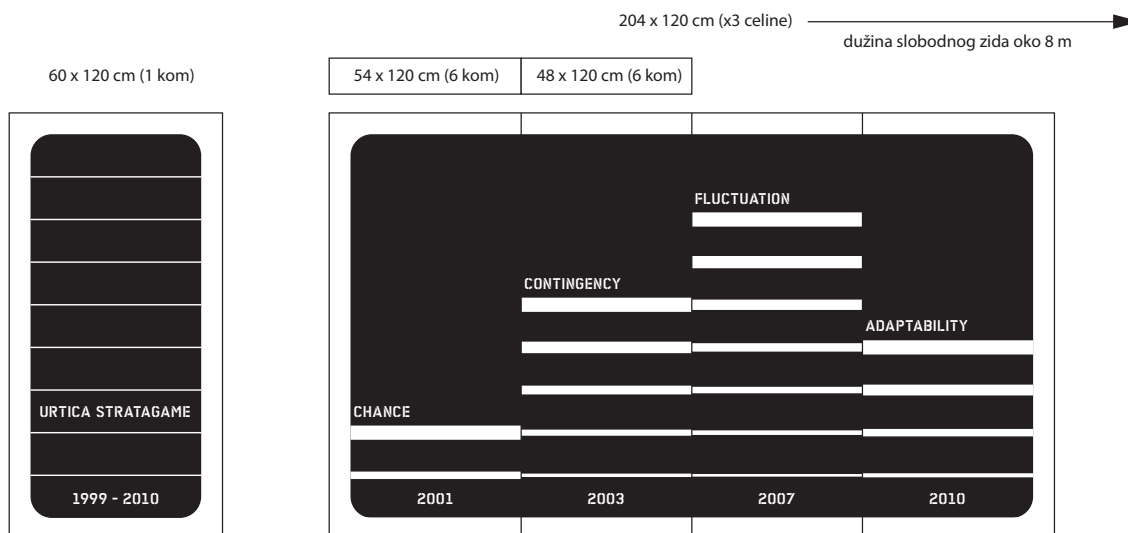 204 x 120 cm (x3 celine)
dužina slobodnog zida oko 8 m
60 x 120 cm (1 kom)
54 x 120 cm (6 kom)
48 x 120 cm (6 kom)
URTICA STRATAGAME
1999 - 2010
FLUCTUATION
CONTINGENCY
ADAPTABILITY
CHANCE
2001
2003
2007
2010